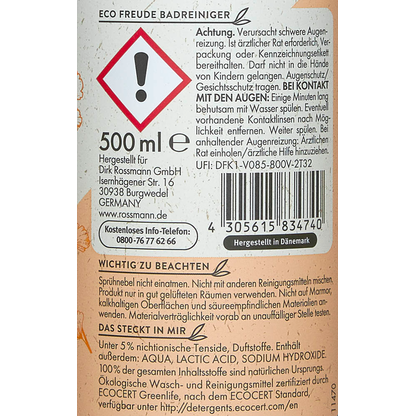 ECO FREUDE BADREINIGER
Achtung. Verursacht schwere Augen-
reizung. Ist ärztlicher Rat erforderlich, Ver-
packung oder Kennzeichnungsetikett
bereithalten. Darf nicht in die Hände
von Kindern gelangen. Augenschutz/
Gesichtsschutz tragen. BEI KONTAKT
MIT DEN AUGEN: Einige Minuten lang
behutsam mit Wasser spülen. Eventuell
vorhandene Kontaktlinsen nach Mög-
lichkeit entfernen. Weiter spülen. Bei an-
haltender Augenreizung: Ärztlichen
Rat einholen/ärztliche Hilfe hinzuziehen.
UFI: DFK1-V085-800V-2T32
500 ml e
Hergestellt für
Dirk Rossmann GmbH
Isernhägener Str. 16
30938 Burgwedel
GERMANY
www.rossmann.de
Kostenloses Info-Telefon:
0800-76 77 62 66
4 305615 834740
Hergestellt in Dänemark
WICHTIG ZU BEACHTEN
Sprühnebel nicht einatmen. Nicht mit anderen Reinigungsmitteln mischen.
Produkt nur in gut gelüfteten Räumen verwenden. Nicht auf Marmor,
kalkhaltigen Oberflächen und säureempfindlichen Materialien an-
wenden. Materialverträglichkeit vorab an unauffälliger Stelle testen.
DAS STECKT IN MIR
Unter 5% nichtionische Tenside, Duftstoffe. Enthält
außerdem: AQUA, LACTIC ACID, SODIUM HYDROXIDE.
100% der gesamten Inhaltsstoffe sind natürlichen Ursprungs.
Ökologische Wasch- und Reinigungsmittel zertifiziert durch
ECOCERT Greenlife, nach dem ECOCERT Standard,
verfügbar unter http://detergents.ecocert.com/en
11470